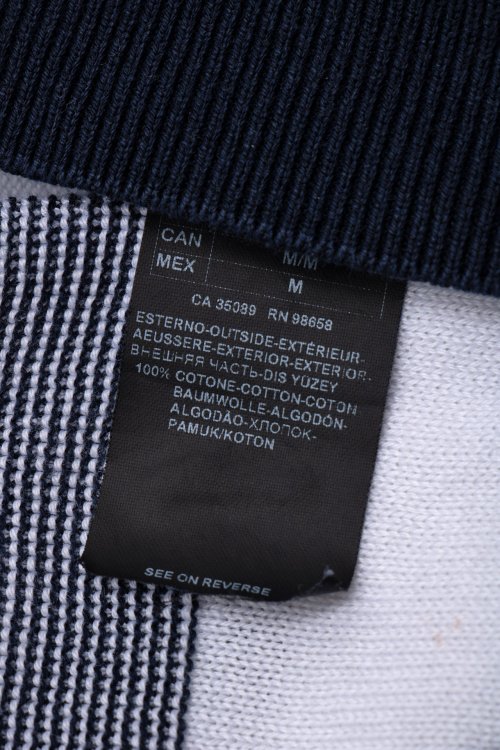 CAN M/M
MEX M
CA 35089 RN 98658
ESTERNO-OUTSIDE-EXTÉRIEUR-
AEUSSERE-EXTERIOR-EXTERIOR-
ВНЕШНЯЯ ЧАСТЬ-DIS YÜZEY
100% COTONE-COTTON-COTON
BAUMWOLLE-ALGODÓN-
ALGODÃO-ХЛОПОК-
PAMUK/KOTON
SEE ON REVERSE